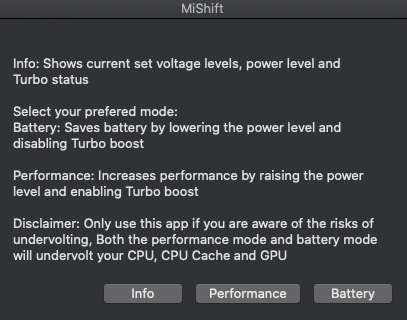 MiShift
Info: Shows current set voltage levels, power level and
Turbo status
Select your prefered mode:
Battery: Saves battery by lowering the power level and
disabling Turbo boost
Performance: Increases performance by raising the power
level and enabling Turbo boost
Disclaimer: Only use this app if you are aware of the risks of
undervolting, Both the performance mode and battery mode
will undervolt your CPU, CPU Cache and GPU
Info
Performance
Battery